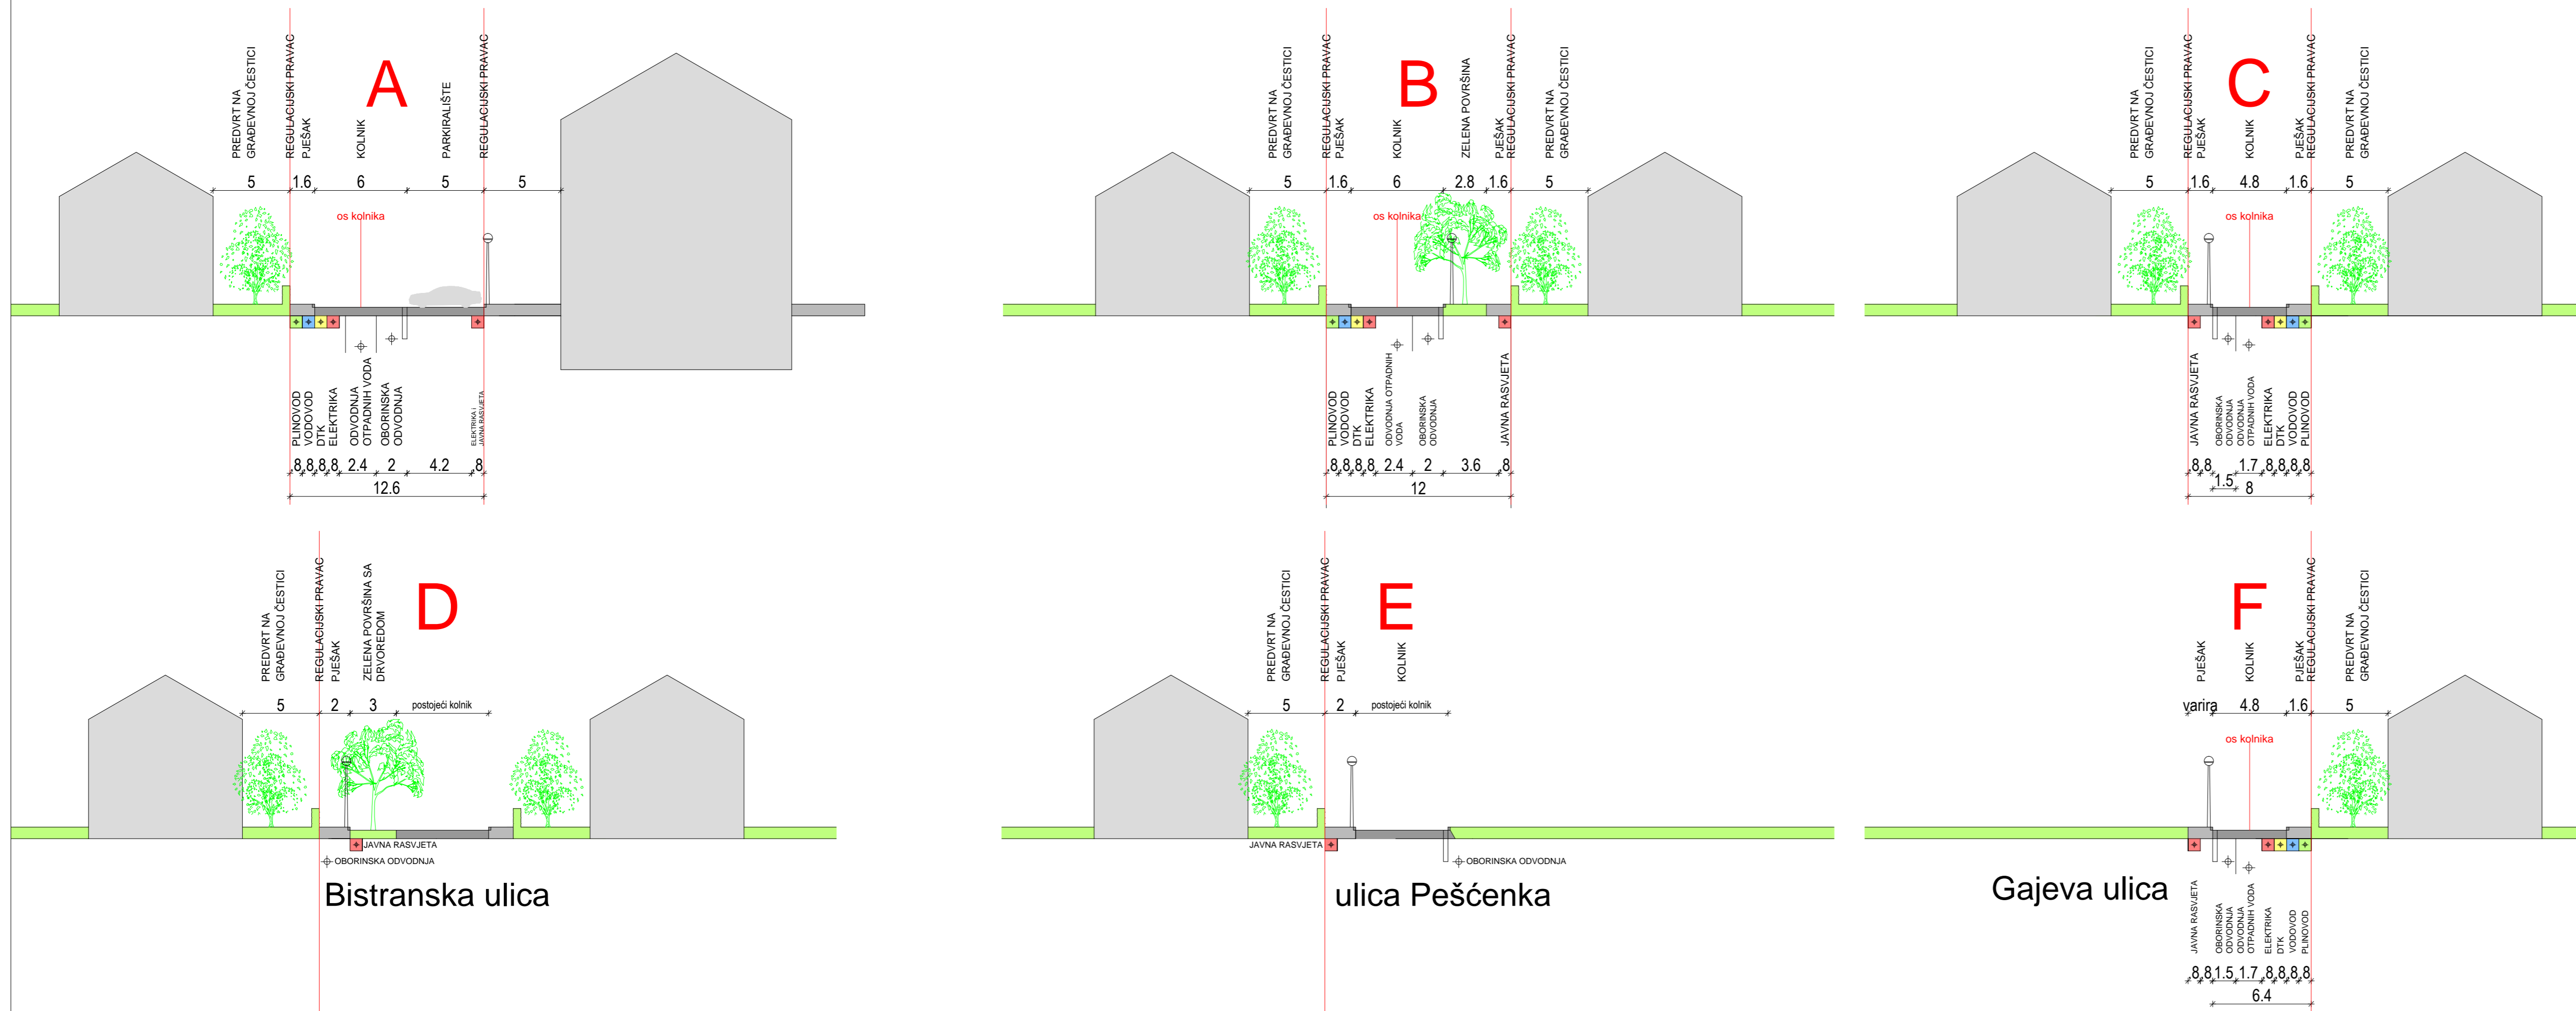 A
PREDVRT NA
GRAĐEVNOJ ČESTICI
REGULACIJSKI PRAVAC
PJEŠAK
KOLNIK
PARKIRALIŠTE
REGULACIJSKI PRAVAC
5 1.6 6 5 5
os kolnika
PLINOVOD
VODOVOD
DTK
ELEKTRIKA
ODVODNJA
OTPADNIH VODA
OBORINSKA
ODVODNJA
ELEKTRIKA i
JAVNA RASVJETA
.8 .8 .8 .8 2.4 2 4.2 .8
12.6
B
PREDVRT NA
GRAĐEVNOJ ČESTICI
REGULACIJSKI PRAVAC
PJEŠAK
KOLNIK
ZELENA POVRŠINA
PJEŠAK
REGULACIJSKI PRAVAC
PREDVRT NA
GRAĐEVNOJ ČESTICI
5 1.6 6 2.8 1.6 5
os kolnika
PLINOVOD
VODOVOD
DTK
ELEKTRIKA
ODVODNJA OTPADNIH
VODA
OBORINSKA
ODVODNJA
JAVNA RASVJETA
.8 .8 .8 .8 2.4 2 3.6 .8
12
C
PREDVRT NA
GRAĐEVNOJ ČESTICI
REGULACIJSKI PRAVAC
PJEŠAK
KOLNIK
PJEŠAK
REGULACIJSKI PRAVAC
PREDVRT NA
GRAĐEVNOJ ČESTICI
5 1.6 4.8 1.6 5
os kolnika
JAVNA RASVJETA
OBORINSKA
ODVODNJA
ODVODNJA
OTPADNIH VODA
ELEKTRIKA
DTK
VODOVOD
PLINOVOD
.8 .8 1.7 .8 .8 .8 .8
1.5
8
D
PREDVRT NA
GRAĐEVNOJ ČESTICI
REGULACIJSKI PRAVAC
PJEŠAK
ZELENA POVRŠINA SA
DRVOREDOM
5 2 3 postojeći kolnik
JAVNA RASVJETA
OBORINSKA ODVODNJA
Bistranska ulica
E
PREDVRT NA
GRAĐEVNOJ ČESTICI
REGULACIJSKI PRAVAC
PJEŠAK
KOLNIK
5 2 postojeći kolnik
JAVNA RASVJETA
OBORINSKA ODVODNJA
ulica Pešćenka
F
PJEŠAK
KOLNIK
PJEŠAK
REGULACIJSKI PRAVAC
PREDVRT NA
GRAĐEVNOJ ČESTICI
varira 4.8 1.6 5
os kolnika
Gajeva ulica
JAVNA RASVJETA
OBORINSKA
ODVODNJA
ODVODNJA
OTPADNIH VODA
ELEKTRIKA
DTK
VODOVOD
PLINOVOD
.8 .8 1.5 1.7 .8 .8 .8 .8
6.4